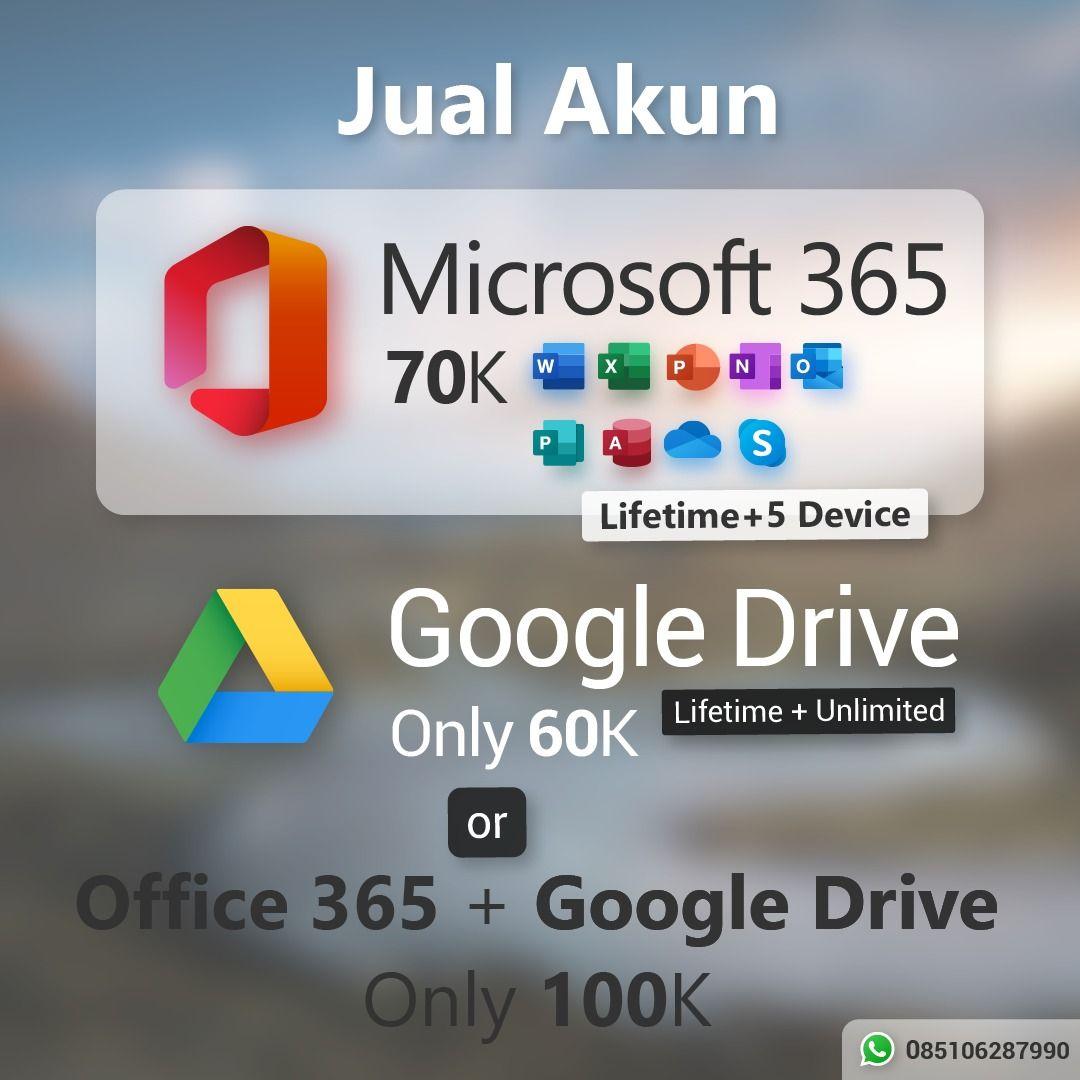 Jual Akun
Microsoft 365
70K
W X P N O
P A S
Lifetime+5 Device
Google Drive
Only 60K
Lifetime + Unlimited
or
Office 365 + Google Drive
Only 100K
085106287990